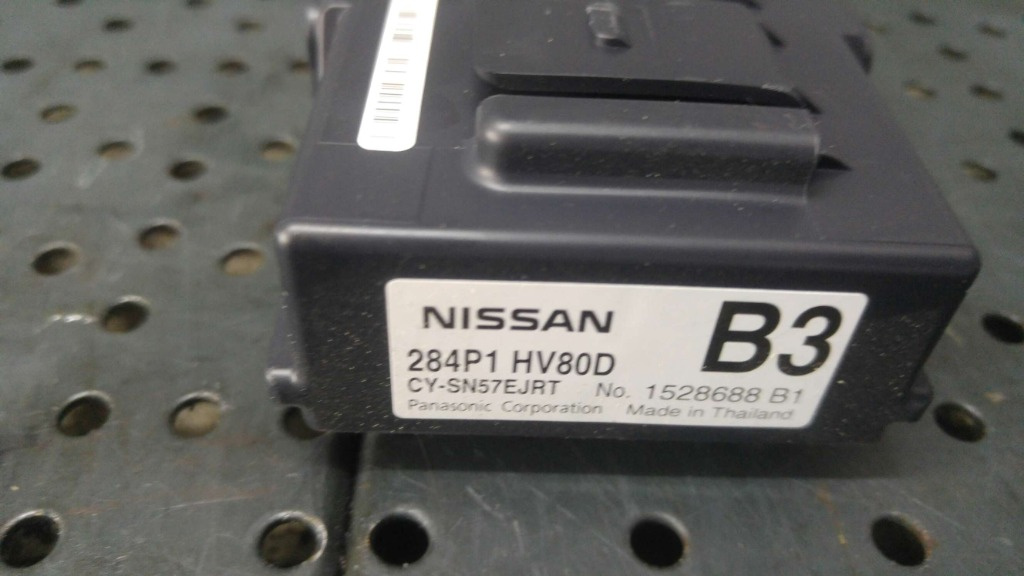 NISSAN B3
284P1 HV80D
CY-SN57EJRT No. 1528688 B1
Panasonic Corporation Made in Thailand